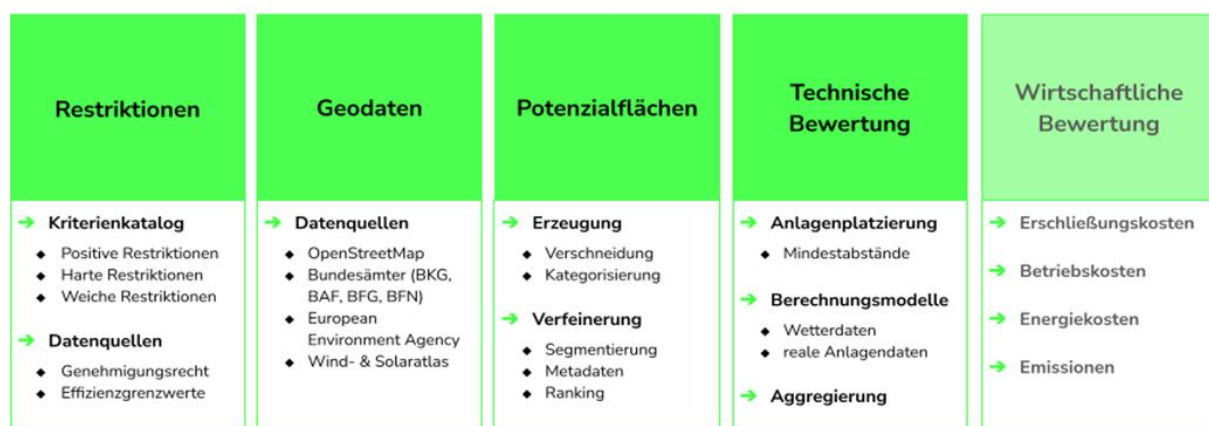 Restriktionen
➔ Kriterienkatalog
◆ Positive Restriktionen
◆ Harte Restriktionen
◆ Weiche Restriktionen
➔ Datenquellen
◆ Genehmigungsrecht
◆ Effizienzgrenzwerte
Geodaten
➔ Datenquellen
◆ OpenStreetMap
◆ Bundesämter (BKG,
BAF, BFG, BFN)
◆ European
Environment Agency
◆ Wind- & Solaratlas
Potenzialflächen
➔ Erzeugung
◆ Verschneidung
◆ Kategorisierung
➔ Verfeinerung
◆ Segmentierung
◆ Metadaten
◆ Ranking
Technische
Bewertung
➔ Anlagenplatzierung
◆ Mindestabstände
➔ Berechnungsmodelle
◆ Wetterdaten
◆ reale Anlagendaten
➔ Aggregierung
Wirtschaftliche
Bewertung
➔ Erschließungskosten
➔ Betriebskosten
➔ Energiekosten
➔ Emissionen